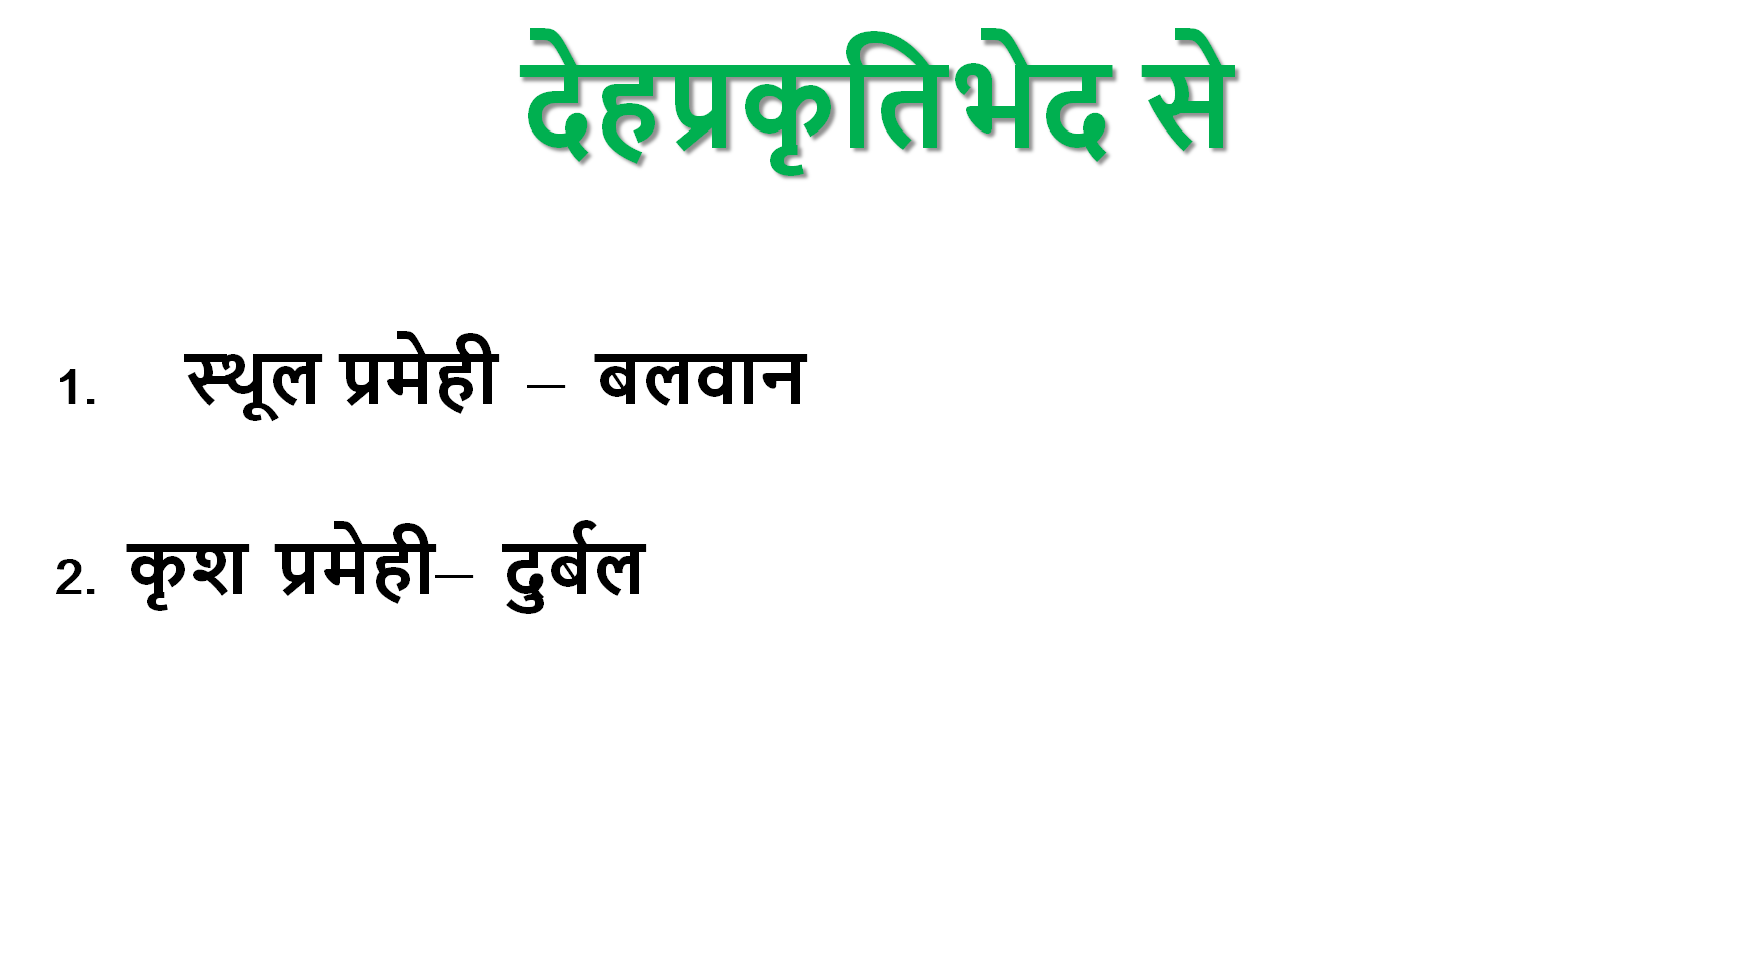 देहप्रकृतिभेद से
1. स्थूल प्रमेही – बलवान
2. कृश प्रमेही– दुर्बल